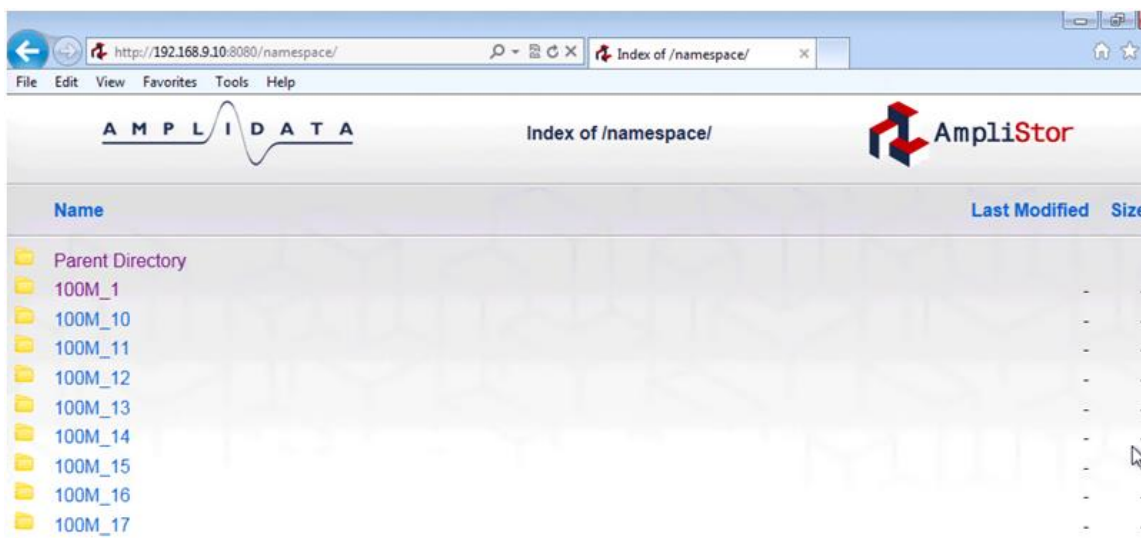 http://192.168.9.10:8080/namespace/
Index of /namespace/
File Edit View Favorites Tools Help
AMPLIDATA
Index of /namespace/
AmpliStor
Name Last Modified Size
Parent Directory
100M_1 -
100M_10 -
100M_11 -
100M_12 -
100M_13 -
100M_14 -
100M_15 -
100M_16 -
100M_17 -